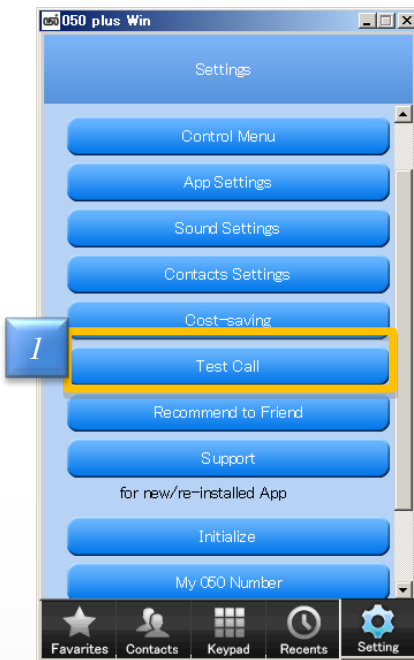 050 050 plus Win
Settings
Control Menu
App Settings
Sound Settings
Contacts Settings
Cost-saving
1
Test Call
Recommend to Friend
Support
for new/re-installed App
Initialize
My 050 Number
Favarites Contacts Keypad Recents Setting